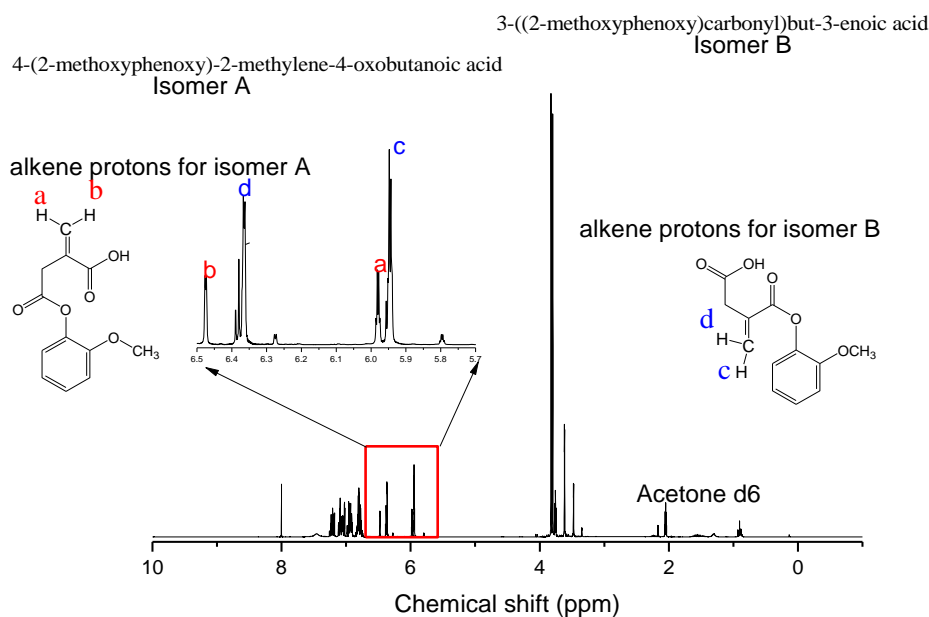 3-((2-methoxyphenoxy)carbonyl)but-3-enoic acid
Isomer B
4-(2-methoxyphenoxy)-2-methylene-4-oxobutanoic acid
Isomer A
alkene protons for isomer A
a b
H H
C
OH
O
O
O
O
CH3
b
d
a
c
6.5 6.4 6.3 6.2 6.1 6.0 5.9 5.8 5.7
alkene protons for isomer B
OH
O
O
O
d
H
C
c H
O
CH3
Acetone d6
10 8 6 4 2 0
Chemical shift (ppm)